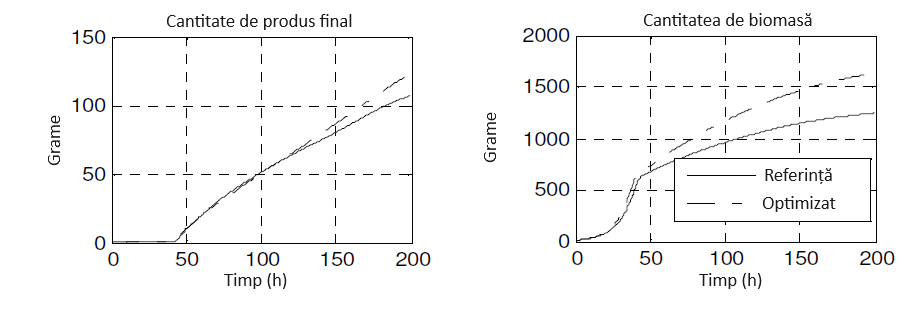 Cantitate de produs final
150
100
50
0
Grame
0 50 100 150 200
Timp (h)
Cantitatea de biomasă
2000
1500
1000
500
0
Grame
Referință
Optimizat
0 50 100 150 200
Timp (h)